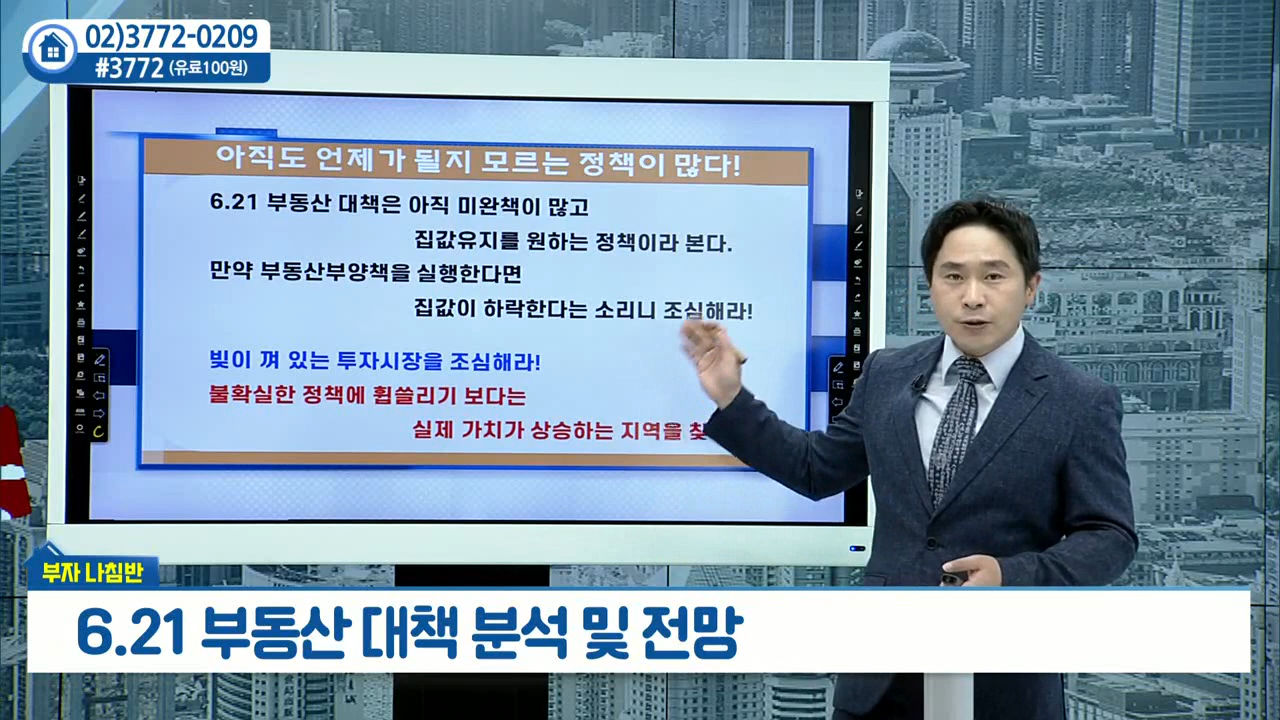 02)3772-0209
#3772 (유료100원)
아직도 언제가 될지 모르는 정책이 많다!
6.21 부동산 대책은 아직 미완책이 많고
집값유지를 원하는 정책이라 본다.
만약 부동산부양책을 실행한다면
집값이 하락한다는 소리니 조심해라!
빚이 껴 있는 투자시장을 조심해라!
불확실한 정책에 휩쓸리기 보다는
실제 가치가 상승하는 지역을
부자 나침반
6.21 부동산 대책 분석 및 전망